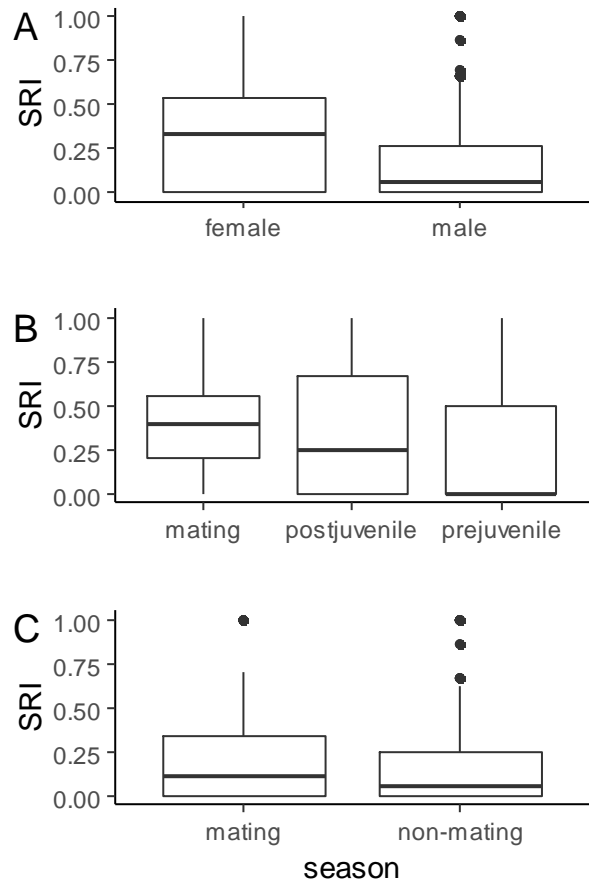 A
SRI
1.00
0.75
0.50
0.25
0.00
female male
B
SRI
1.00
0.75
0.50
0.25
0.00
mating postjuvenile prejuvenile
C
SRI
1.00
0.75
0.50
0.25
0.00
mating non-mating
season